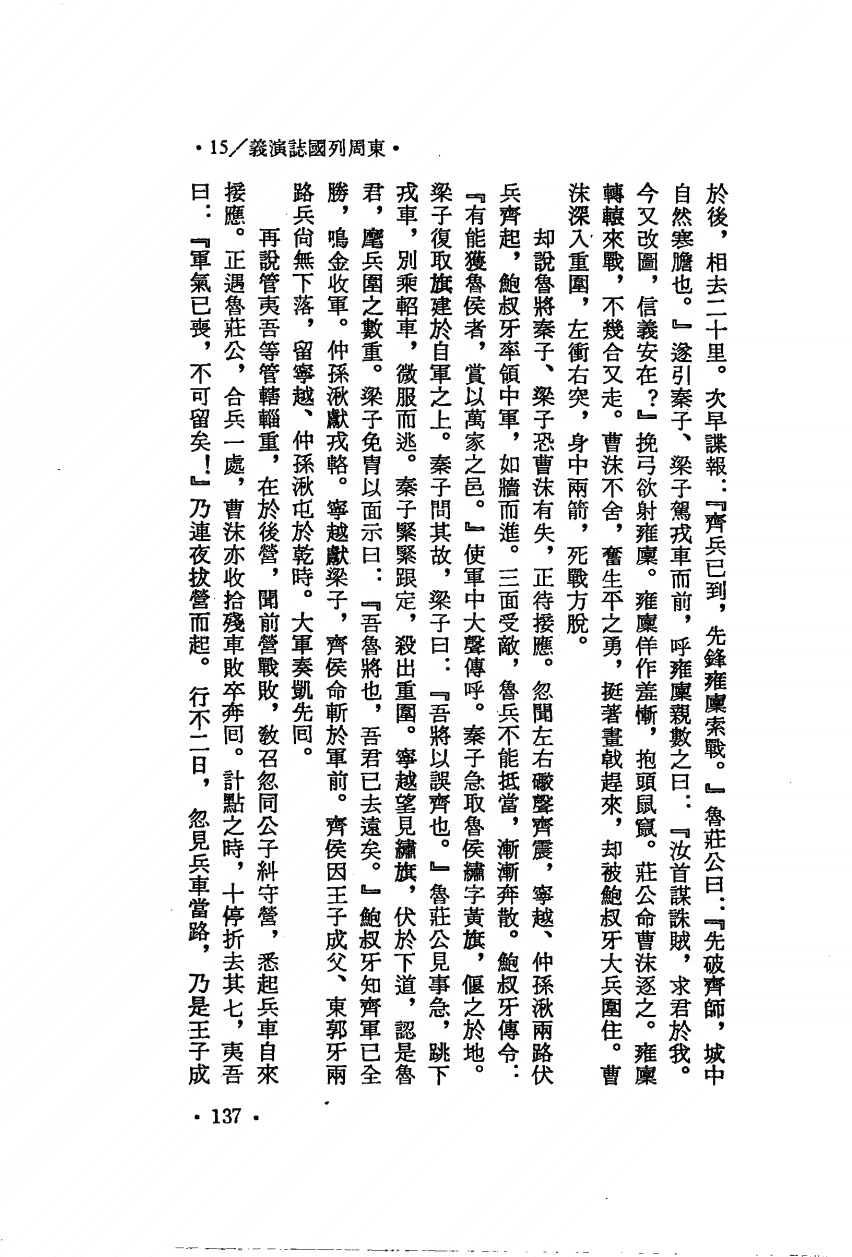 ·東周列國誌演義／15·
於後，相去二十里。次早諜報：『齊兵已到，先鋒雍廩索戰。』魯莊公曰：『先破齊師，城中
自然寒膽也。』遂引秦子、梁子駕戎車而前，呼雍廩親數之曰：『汝首謀誅賊，求君於我。
今又改圖，信義安在？』挽弓欲射雍廩。雍廩佯作羞慚，抱頭鼠竄。莊公命曹沫逐之。雍廩
轉轅來戰，不幾合又走。曹沫不舍，奮生平之勇，挺著畫戟趕來，却被鮑叔牙大兵圍住。曹
沫深入重圍，左衝右突，身中兩箭，死戰方脫。
却說魯將秦子、梁子恐曹沫有失，正待接應。忽聞左右礮聲齊震，寧越、仲孫湫兩路伏
兵齊起，鮑叔牙率領中軍，如牆而進。三面受敵，魯兵不能抵當，漸漸奔散。鮑叔牙傳令：
『有能獲魯侯者，賞以萬家之邑。』使軍中大聲傳呼。秦子急取魯侯繡字黃旗，偃之於地。
梁子復取旗建於自軍之上。秦子問其故，梁子曰：『吾將以誤齊也。』魯莊公見事急，跳下
戎車，別乘軺車，微服而逃。秦子緊緊跟定，殺出重圍。寧越望見繡旗，伏於下道，認是魯
君，麾兵圍之數重。梁子免冑以面示曰：『吾魯將也，吾君已去遠矣。』鮑叔牙知齊軍已全
勝，鳴金收軍。仲孫湫獻戎輅。寧越獻梁子，齊侯命斬於軍前。齊侯因王子成父、東郭牙兩
路兵尙無下落，留寧越、仲孫湫屯於乾時。大軍奏凱先囘。
再說管夷吾等管轄輜重，在於後營，聞前營戰敗，敎召忽同公子糾守營，悉起兵車自來
接應。正遇魯莊公，合兵一處，曹沫亦收拾殘車敗卒奔囘。計點之時，十停折去其七，夷吾
曰：『軍氣已喪，不可留矣！』乃連夜拔營而起。行不二日，忽見兵車當路，乃是王子成
·137·